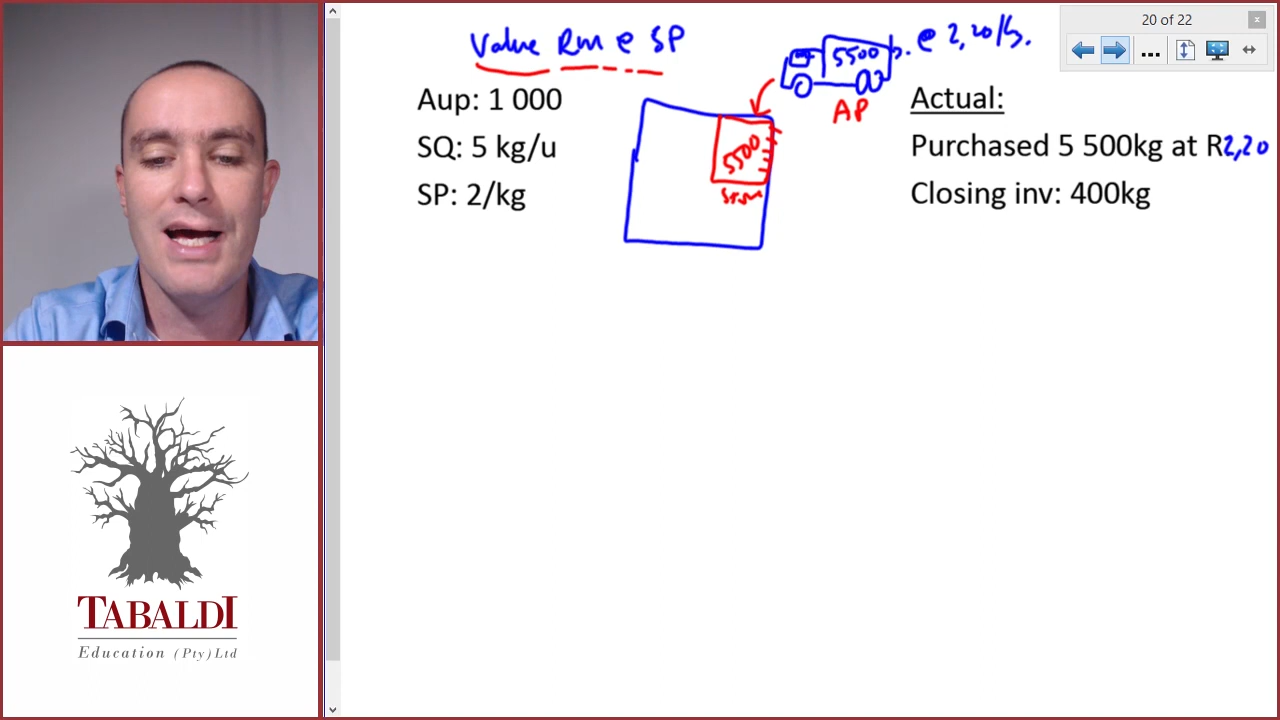 20 of 22
Value Rm @ SP
5500
@ 2,20/kg.
AP
Aup: 1 000
SQ: 5 kg/u
SP: 2/kg
5500
Actual:
Purchased 5 500kg at R2,20
Closing inv: 400kg
TABALDI
Education (Pty) Ltd